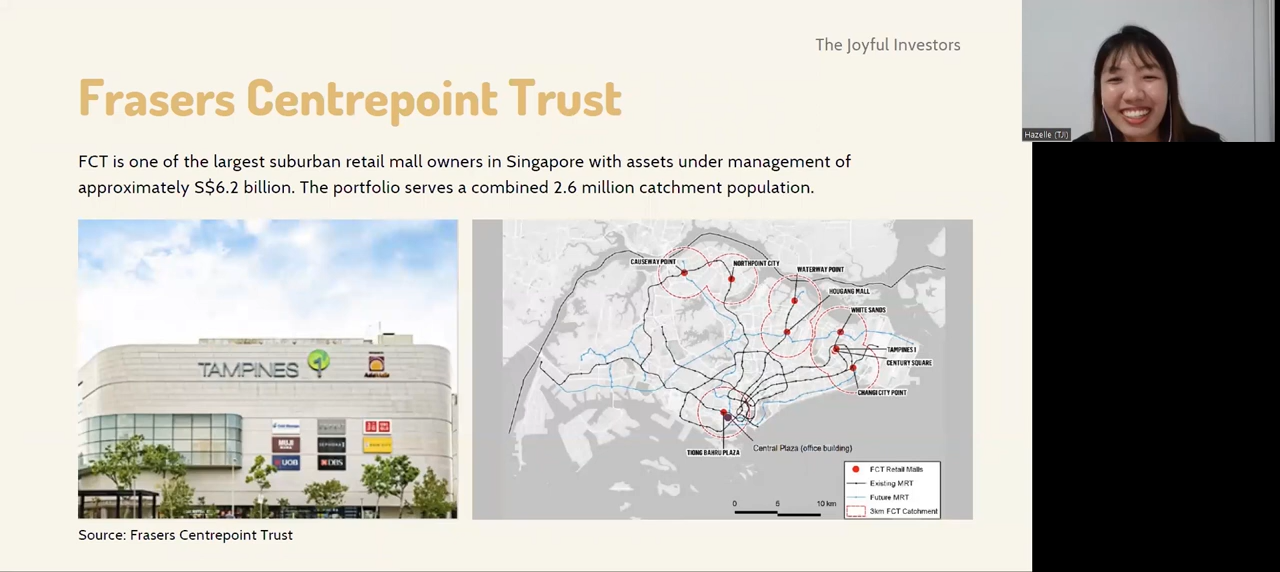 The Joyful Investors
Frasers Centrepoint Trust
Hazelle (TJI)
FCT is one of the largest suburban retail mall owners in Singapore with assets under management of
approximately S$6.2 billion. The portfolio serves a combined 2.6 million catchment population.
TAMPINES 1
UOB
DBS
CAUSEWAY POINT
NORTHPOINT CITY
WATERWAY POINT
HOUGANG MALL
WHITE SANDS
TAMPINES 1
CENTURY SQUARE
CHANGI CITY POINT
TIONG BAHRU PLAZA
Central Plaza (office building)
FCT Retail Malls
Existing MRT
Future MRT
3km FCT Catchment
0 5 10 km
Source: Frasers Centrepoint Trust